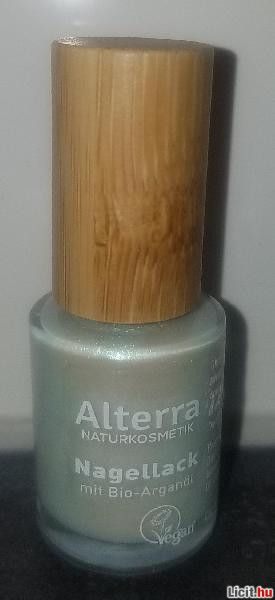 Alterra
NATURKOSMETIK
Nagellack
mit Bio-Arganöl
Vegan
Licit.hu